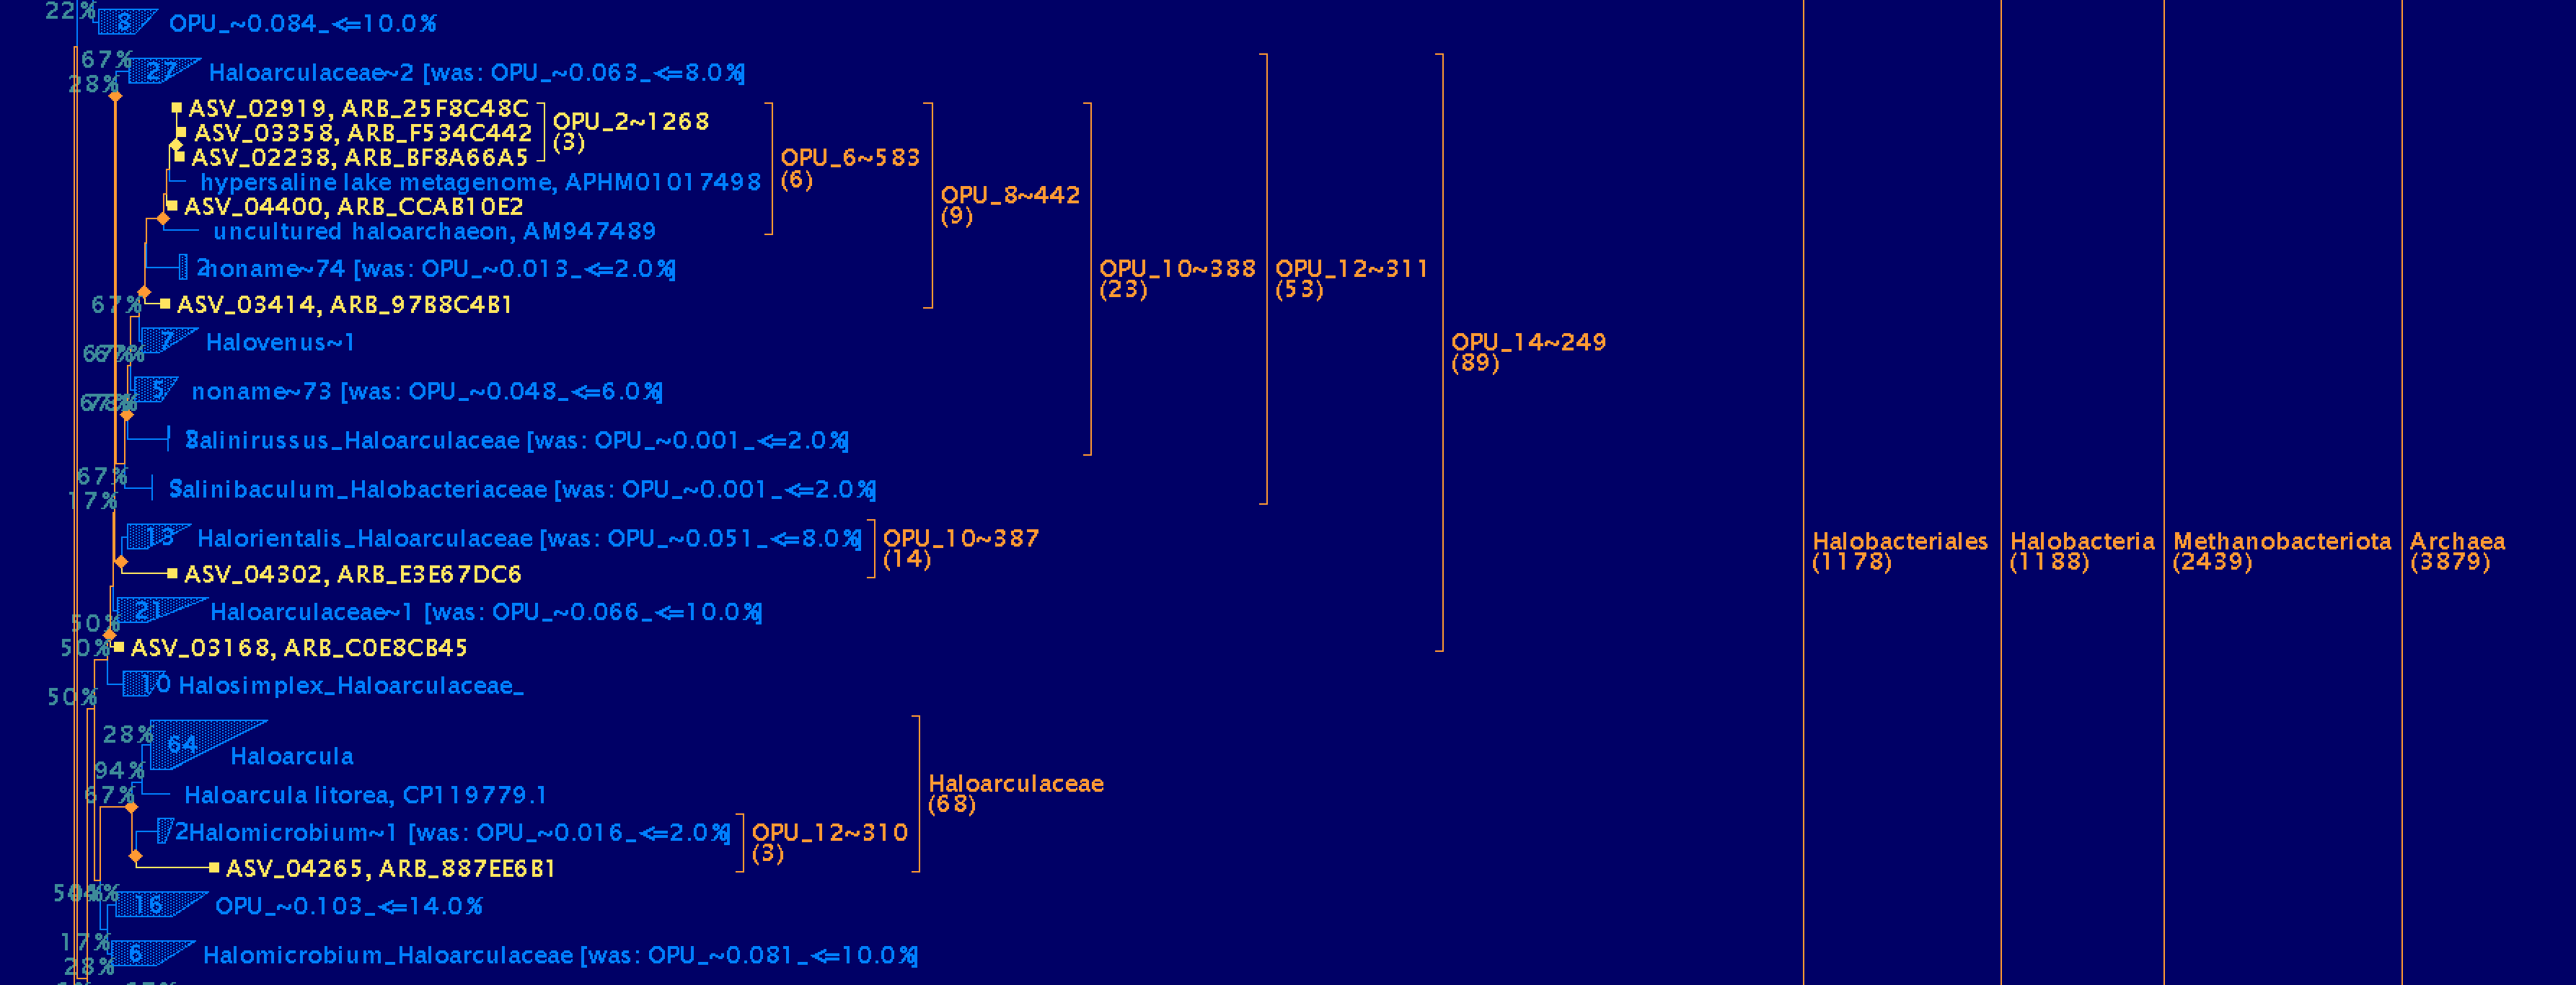 22%
8 OPU_~0.084_<=10.0%
67%
27 Haloarculaceae~2 [was: OPU_~0.063_<=8.0%]
28%
ASV_02919, ARB_25F8C48C
OPU_2~1268
(3)
ASV_03358, ARB_F534C442
ASV_02238, ARB_BF8A66A5
OPU_6~583
(6)
hypersaline lake metagenome, APHM01017498
OPU_8~442
(9)
ASV_04400, ARB_CCAB10E2
uncultured haloarchaeon, AM947489
2 noname~74 [was: OPU_~0.013_<=2.0%]
OPU_10~388
(23)
OPU_12~311
(53)
67%
ASV_03414, ARB_97B8C4B1
7 Halovenus~1
OPU_14~249
(89)
5 noname~73 [was: OPU_~0.048_<=6.0%]
Salinirussus_Haloarculaceae [was: OPU_~0.001_<=2.0%]
67%
Salinibaculum_Halobacteriaceae [was: OPU_~0.001_<=2.0%]
17%
13 Halorientalis_Haloarculaceae [was: OPU_~0.051_<=8.0%]
OPU_10~387
(14)
Halobacteriales
(1178)
Halobacteria
(1188)
Methanobacteriota
(2439)
Archaea
(3879)
ASV_04302, ARB_E3E67DC6
21 Haloarculaceae~1 [was: OPU_~0.066_<=10.0%]
50%
50%
ASV_03168, ARB_C0E8CB45
10 Halosimplex_Haloarculaceae_
50%
28%
64
Haloarcula
94%
67%
Haloarcula litorea, CP119779.1
Haloarculaceae
(68)
2 Halomicrobium~1 [was: OPU_~0.016_<=2.0%]
OPU_12~310
(3)
ASV_04265, ARB_887EE6B1
16 OPU_~0.103_<=14.0%
17%
6 Halomicrobium_Haloarculaceae [was: OPU_~0.081_<=10.0%]
28%